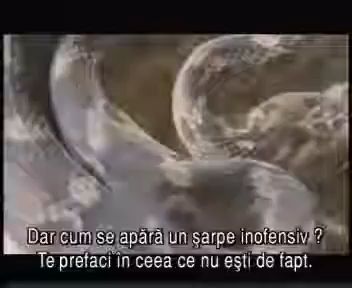 Dar cum se apără un şarpe inofensiv ?
Te prefaci în ceea ce nu eşti de fapt.